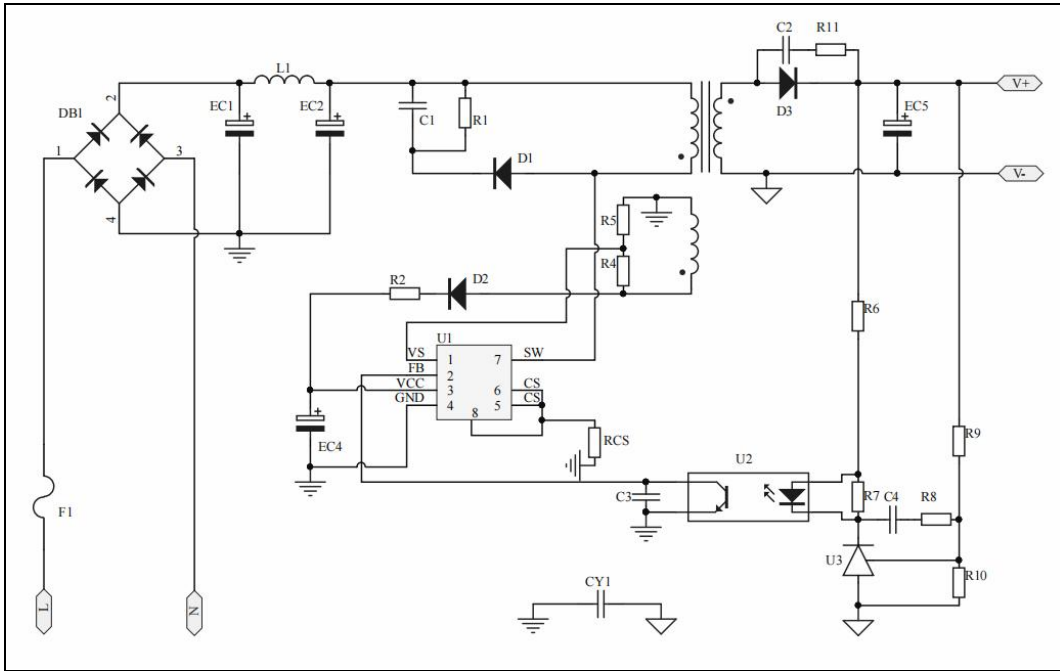 C2
R11
L1
V+
DB1
2
EC1
EC2
C1
R1
D3
EC5
1
3
D1
V-
4
R5
R4
R2
D2
R6
U1
VS
1
7
SW
FB
2
VCC
3
6
CS
GND
4
5
CS
8
EC4
RCS
R9
U2
F1
C3
R7
C4
R8
U3
R10
CY1
L
N